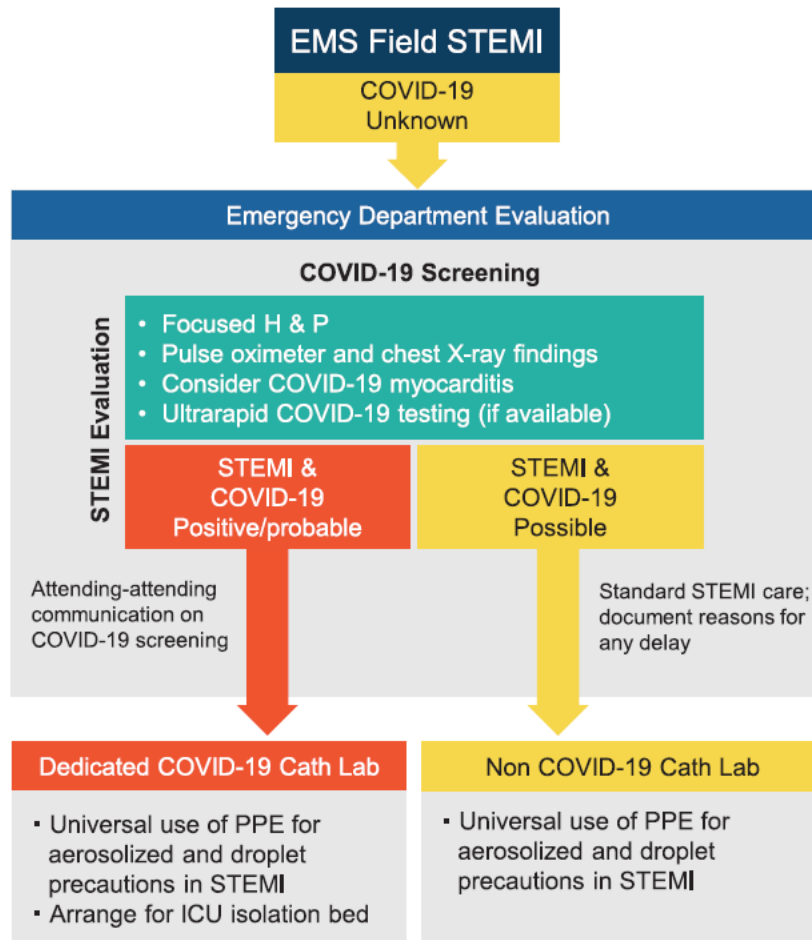 EMS Field STEMI
COVID-19
Unknown
Emergency Department Evaluation
COVID-19 Screening
STEMI Evaluation
• Focused H & P
• Pulse oximeter and chest X-ray findings
• Consider COVID-19 myocarditis
• Ultrarapid COVID-19 testing (if available)
STEMI &
COVID-19
Positive/probable
STEMI &
COVID-19
Possible
Attending-attending
communication on
COVID-19 screening
Standard STEMI care;
document reasons for
any delay
Dedicated COVID-19 Cath Lab
▪ Universal use of PPE for
aerosolized and droplet
precautions in STEMI
▪ Arrange for ICU isolation bed
Non COVID-19 Cath Lab
▪ Universal use of PPE for
aerosolized and droplet
precautions in STEMI